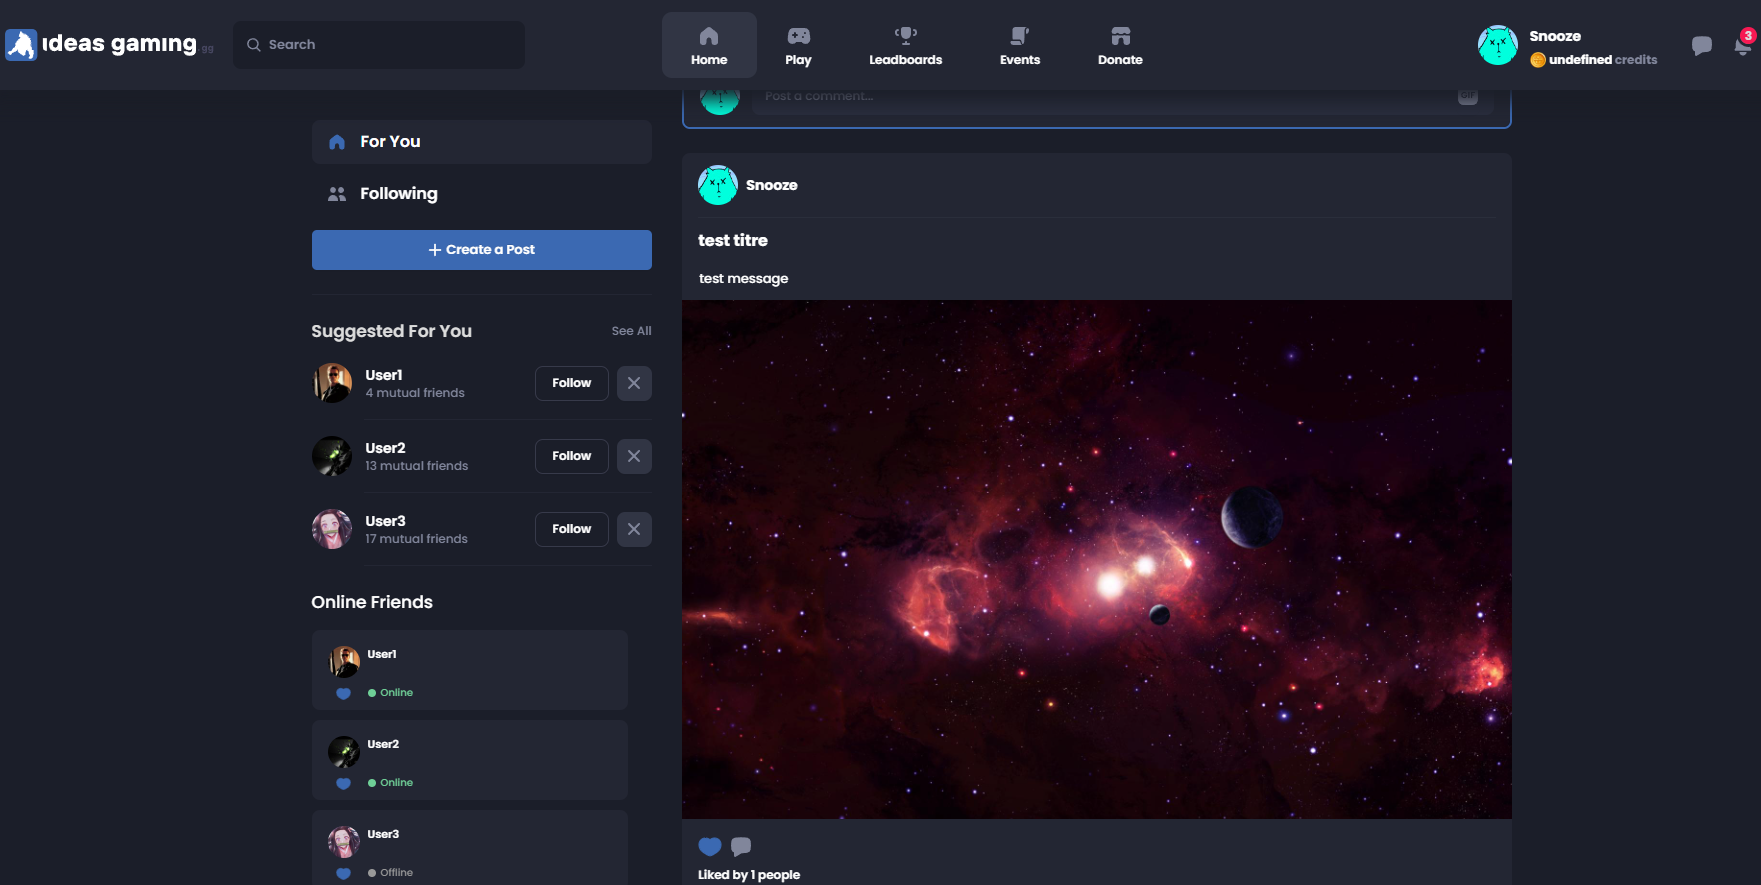 ideas gaming.gg
Search
Home
Play
Leadboards
Events
Donate
Snooze
undefined credits
3
For You
Following
Create a Post
Suggested For You
See All
User1
4 mutual friends
Follow
User2
13 mutual friends
Follow
User3
17 mutual friends
Follow
Online Friends
User1
Online
User2
Online
User3
Offline
Post a comment...
GIF
Snooze
test titre
test message
Liked by 1 people